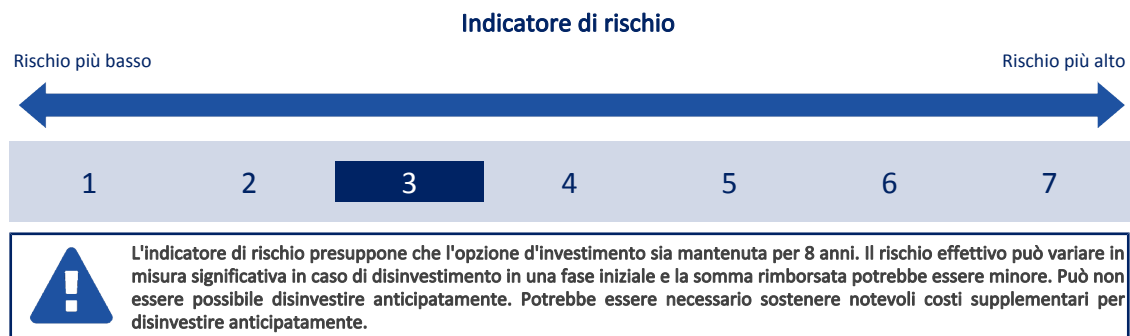 Indicatore di rischio
Rischio più basso
Rischio più alto
1 2 3 4 5 6 7
L'indicatore di rischio presuppone che l'opzione d'investimento sia mantenuta per 8 anni. Il rischio effettivo può variare in
misura significativa in caso di disinvestimento in una fase iniziale e la somma rimborsata potrebbe essere minore. Può non
essere possibile disinvestire anticipatamente. Potrebbe essere necessario sostenere notevoli costi supplementari per
disinvestire anticipatamente.